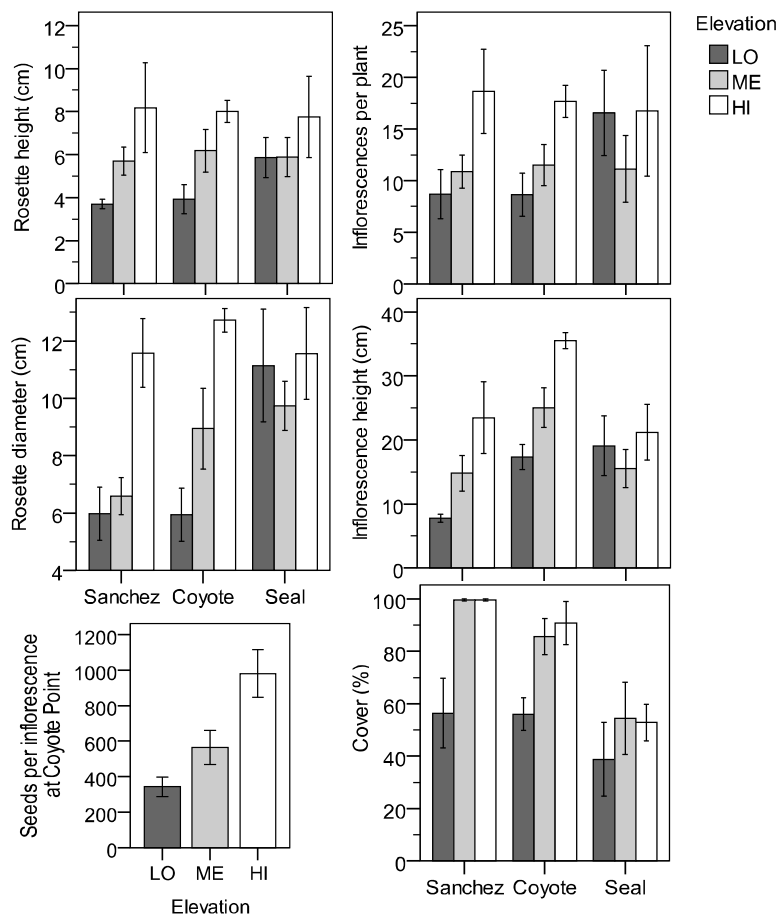 Elevation
LO
ME
HI
Rosette height (cm)
12
10
8
6
4
2
0
Inflorescences per plant
25
20
15
10
5
0
Rosette diameter (cm)
12
10
8
6
4
Sanchez Coyote Seal
Inflorescence height (cm)
40
30
20
10
0
Seeds per inflorescence
at Coyote Point
1200
1000
800
600
400
200
0
LO ME HI
Elevation
Cover (%)
100
80
60
40
20
0
Sanchez Coyote Seal